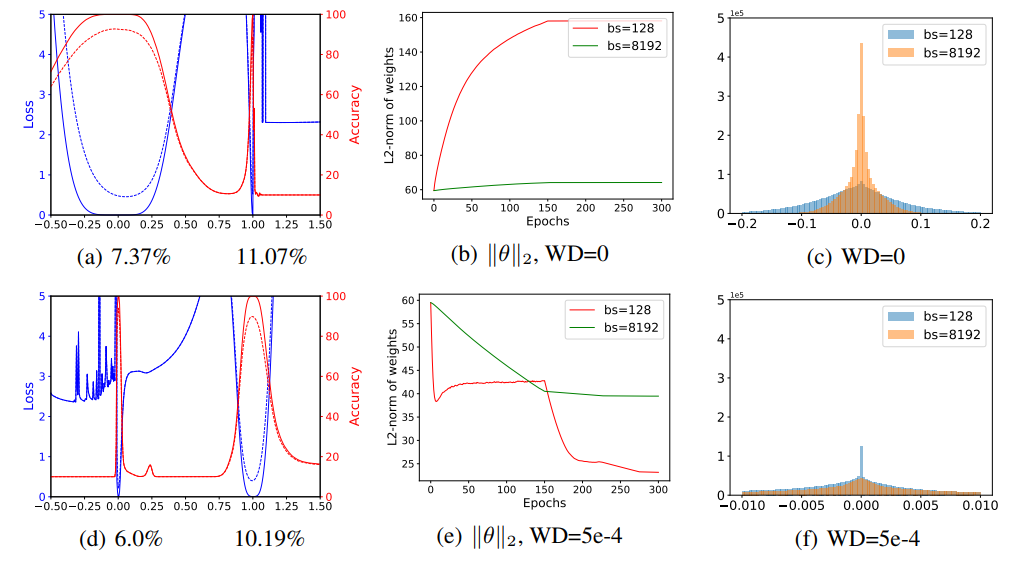 5
4
3
2
1
0
Loss
100
80
60
40
20
0
Accuracy
−0.50 −0.25 0.00 0.25 0.50 0.75 1.00 1.25 1.50
(a) 7.37% 11.07%
160
140
120
100
80
60
L2-norm of weights
bs=128
bs=8192
0 50 100 150 200 250 300
Epochs
(b) ‖θ‖₂, WD=0
1e5
5
4
3
2
1
0
bs=128
bs=8192
−0.2 −0.1 0.0 0.1 0.2
(c) WD=0
5
4
3
2
1
0
Loss
100
80
60
40
20
0
Accuracy
−0.50 −0.25 0.00 0.25 0.50 0.75 1.00 1.25 1.50
(d) 6.0% 10.19%
60
55
50
45
40
35
30
25
L2-norm of weights
bs=128
bs=8192
0 50 100 150 200 250 300
Epochs
(e) ‖θ‖₂, WD=5e-4
1e5
5
4
3
2
1
0
bs=128
bs=8192
−0.010 −0.005 0.000 0.005 0.010
(f) WD=5e-4